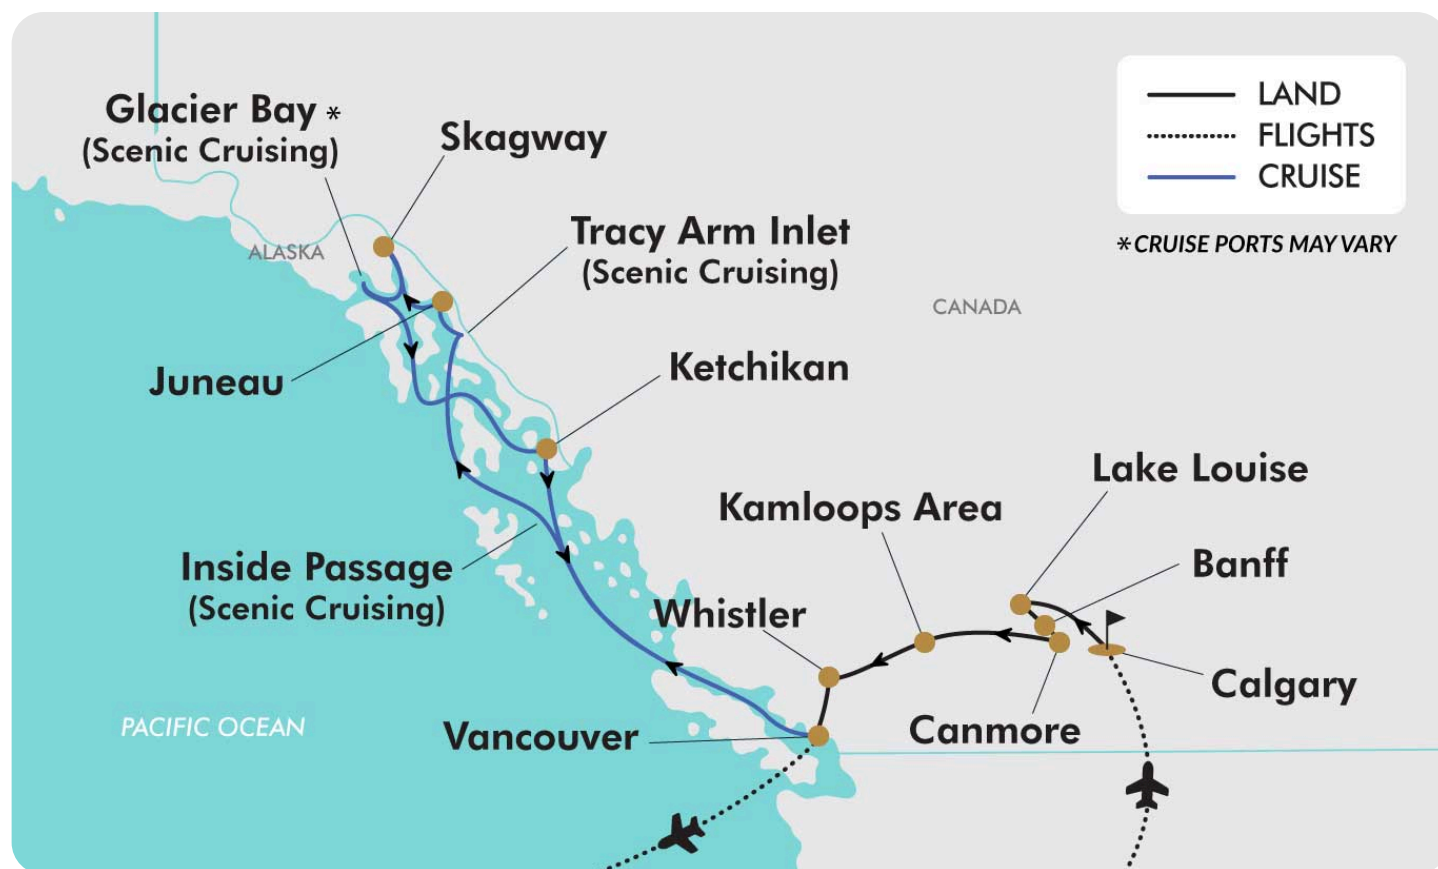 Glacier Bay *
(Scenic Cruising)
Skagway
LAND
FLIGHTS
CRUISE
*CRUISE PORTS MAY VARY
Tracy Arm Inlet
(Scenic Cruising)
ALASKA
CANADA
Juneau
Ketchikan
Lake Louise
Kamloops Area
Banff
Inside Passage
(Scenic Cruising)
Whistler
Calgary
PACIFIC OCEAN
Vancouver
Canmore